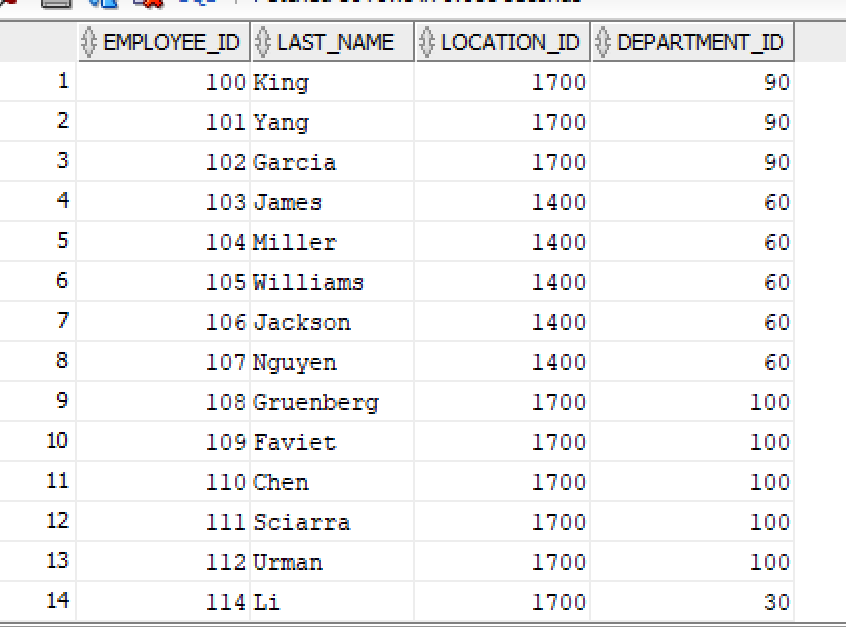 EMPLOYEE_ID LAST_NAME LOCATION_ID DEPARTMENT_ID
1 100 King 1700 90
2 101 Yang 1700 90
3 102 Garcia 1700 90
4 103 James 1400 60
5 104 Miller 1400 60
6 105 Williams 1400 60
7 106 Jackson 1400 60
8 107 Nguyen 1400 60
9 108 Gruenberg 1700 100
10 109 Faviet 1700 100
11 110 Chen 1700 100
12 111 Sciarra 1700 100
13 112 Urman 1700 100
14 114 Li 1700 30